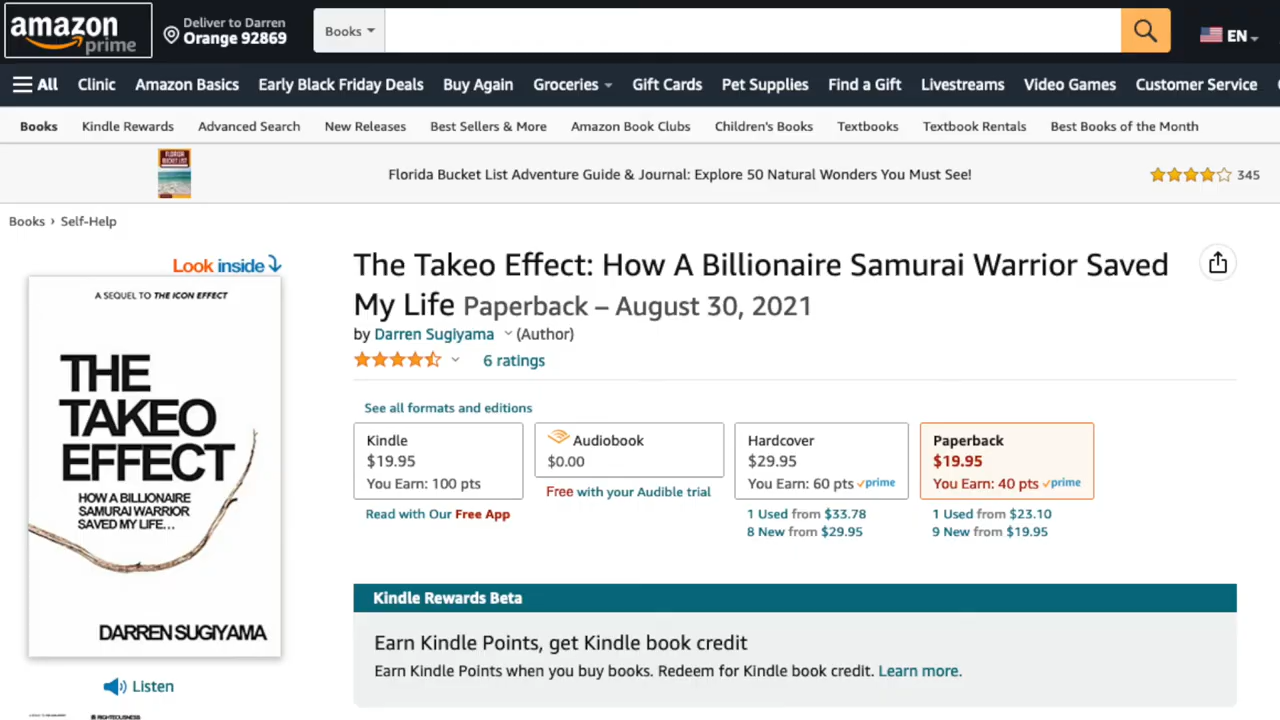 amazon prime
Deliver to Darren
Orange 92869
Books
EN
All Clinic Amazon Basics Early Black Friday Deals Buy Again Groceries Gift Cards Pet Supplies Find a Gift Livestreams Video Games Customer Service
Books Kindle Rewards Advanced Search New Releases Best Sellers & More Amazon Book Clubs Children's Books Textbooks Textbook Rentals Best Books of the Month
FLORIDA
BUCKET LIST
Florida Bucket List Adventure Guide & Journal: Explore 50 Natural Wonders You Must See!
345
Books › Self-Help
Look inside
A SEQUEL TO THE ICON EFFECT
THE
TAKEO
EFFECT
HOW A BILLIONAIRE
SAMURAI WARRIOR
SAVED MY LIFE...
DARREN SUGIYAMA
Listen
RIGHTEOUSNESS
The Takeo Effect: How A Billionaire Samurai Warrior Saved
My Life Paperback – August 30, 2021
by Darren Sugiyama (Author)
6 ratings
See all formats and editions
Kindle
$19.95
You Earn: 100 pts
Read with Our Free App
Audiobook
$0.00
Free with your Audible trial
Hardcover
$29.95
You Earn: 60 pts prime
1 Used from $33.78
8 New from $29.95
Paperback
$19.95
You Earn: 40 pts prime
1 Used from $23.10
9 New from $19.95
Kindle Rewards Beta
Earn Kindle Points, get Kindle book credit
Earn Kindle Points when you buy books. Redeem for Kindle book credit. Learn more.